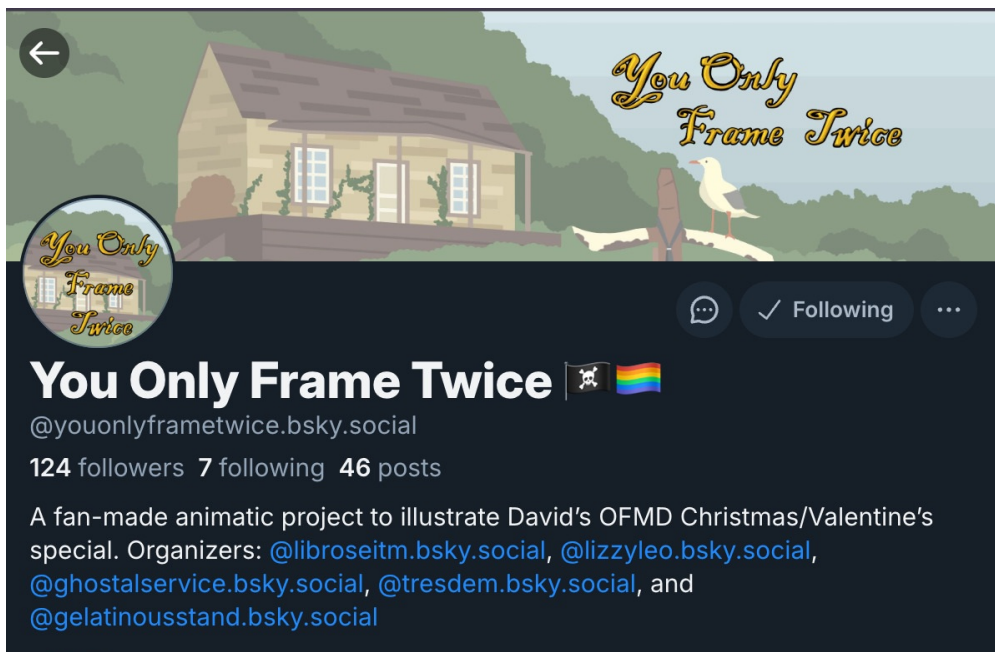 You Only
Frame Twice
You Only
Frame
Twice
Following
You Only Frame Twice 🏴‍☠️🏳️‍🌈
@youonlyframetwice.bsky.social
124 followers 7 following 46 posts
A fan-made animatic project to illustrate David’s OFMD Christmas/Valentine’s
special. Organizers: @libroseitm.bsky.social, @lizzyleo.bsky.social,
@ghostalservice.bsky.social, @tresdem.bsky.social, and
@gelatinousstand.bsky.social